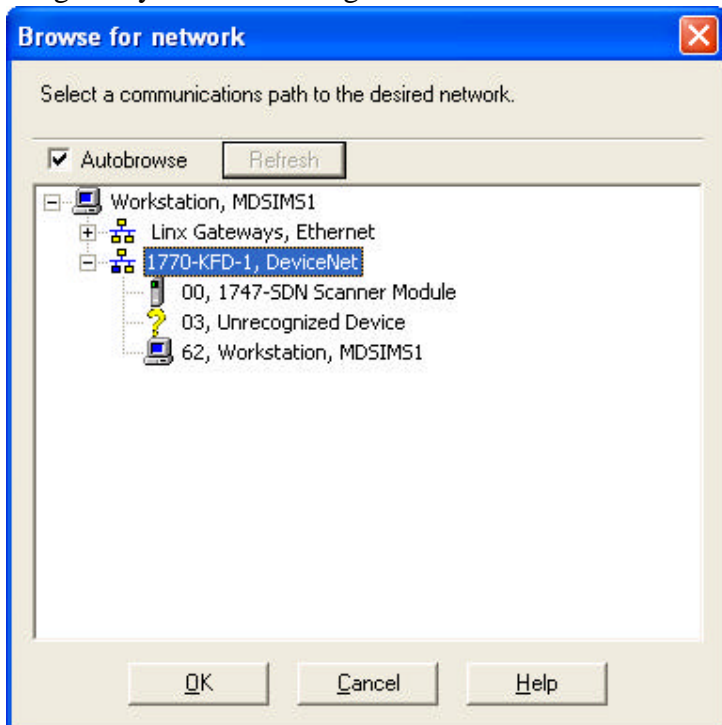 Browse for network
Select a communications path to the desired network.
Autobrowse Refresh
Workstation, MDSIMS1
Linx Gateways, Ethernet
1770-KFD-1, DeviceNet
00, 1747-SDN Scanner Module
03, Unrecognized Device
62, Workstation, MDSIMS1
OK Cancel Help